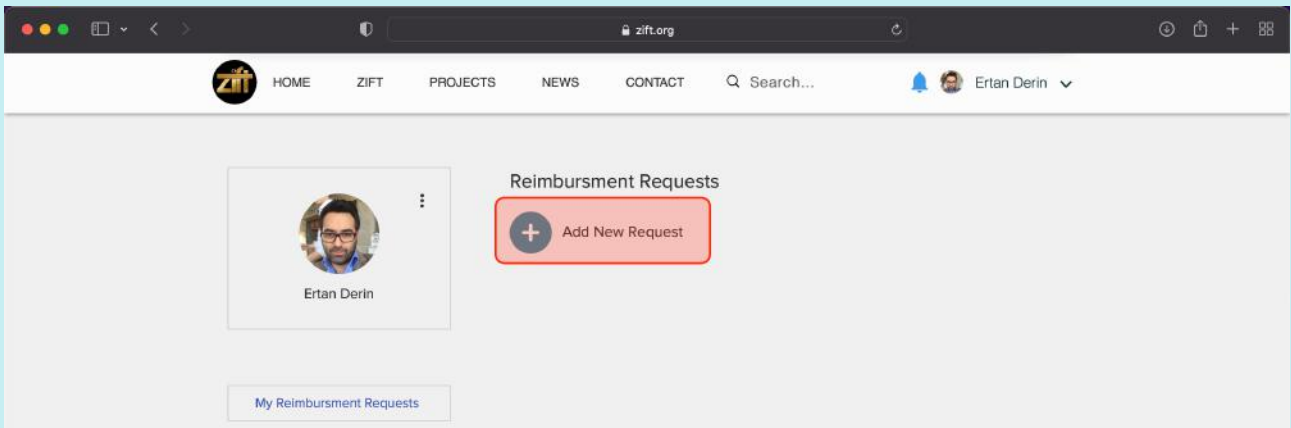 zift.org
Zift HOME ZIFT PROJECTS NEWS CONTACT Search... Ertan Derin
Reimbursment Requests
Add New Request
Ertan Derin
My Reimbursment Requests